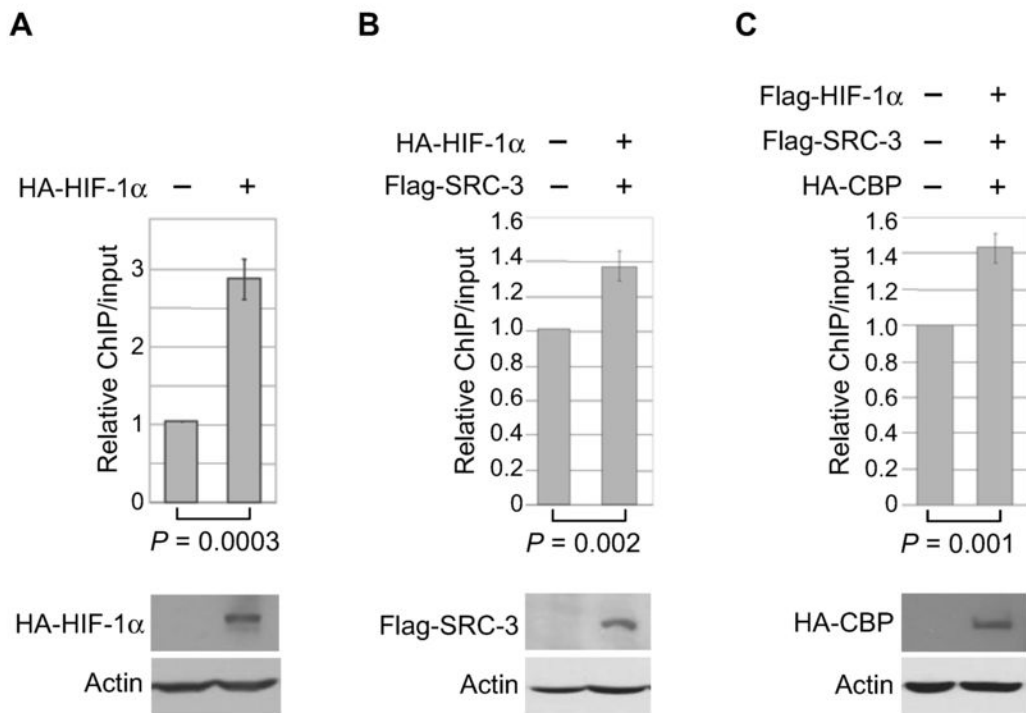 A
HA-HIF-1α − +
Relative ChIP/input
3
2
1
0
P = 0.0003
HA-HIF-1α
Actin
B
HA-HIF-1α − +
Flag-SRC-3 − +
Relative ChIP/input
1.6
1.4
1.2
1.0
0.8
0.6
0.4
0.2
0
P = 0.002
Flag-SRC-3
Actin
C
Flag-HIF-1α − +
Flag-SRC-3 − +
HA-CBP − +
Relative ChIP/input
1.6
1.4
1.2
1.0
0.8
0.6
0.4
0.2
0
P = 0.001
HA-CBP
Actin